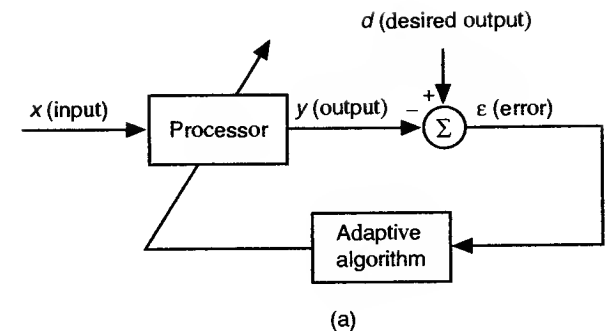 d (desired output)
x (input)
Processor
y (output)
−
+
Σ
ε (error)
Adaptive
algorithm
(a)